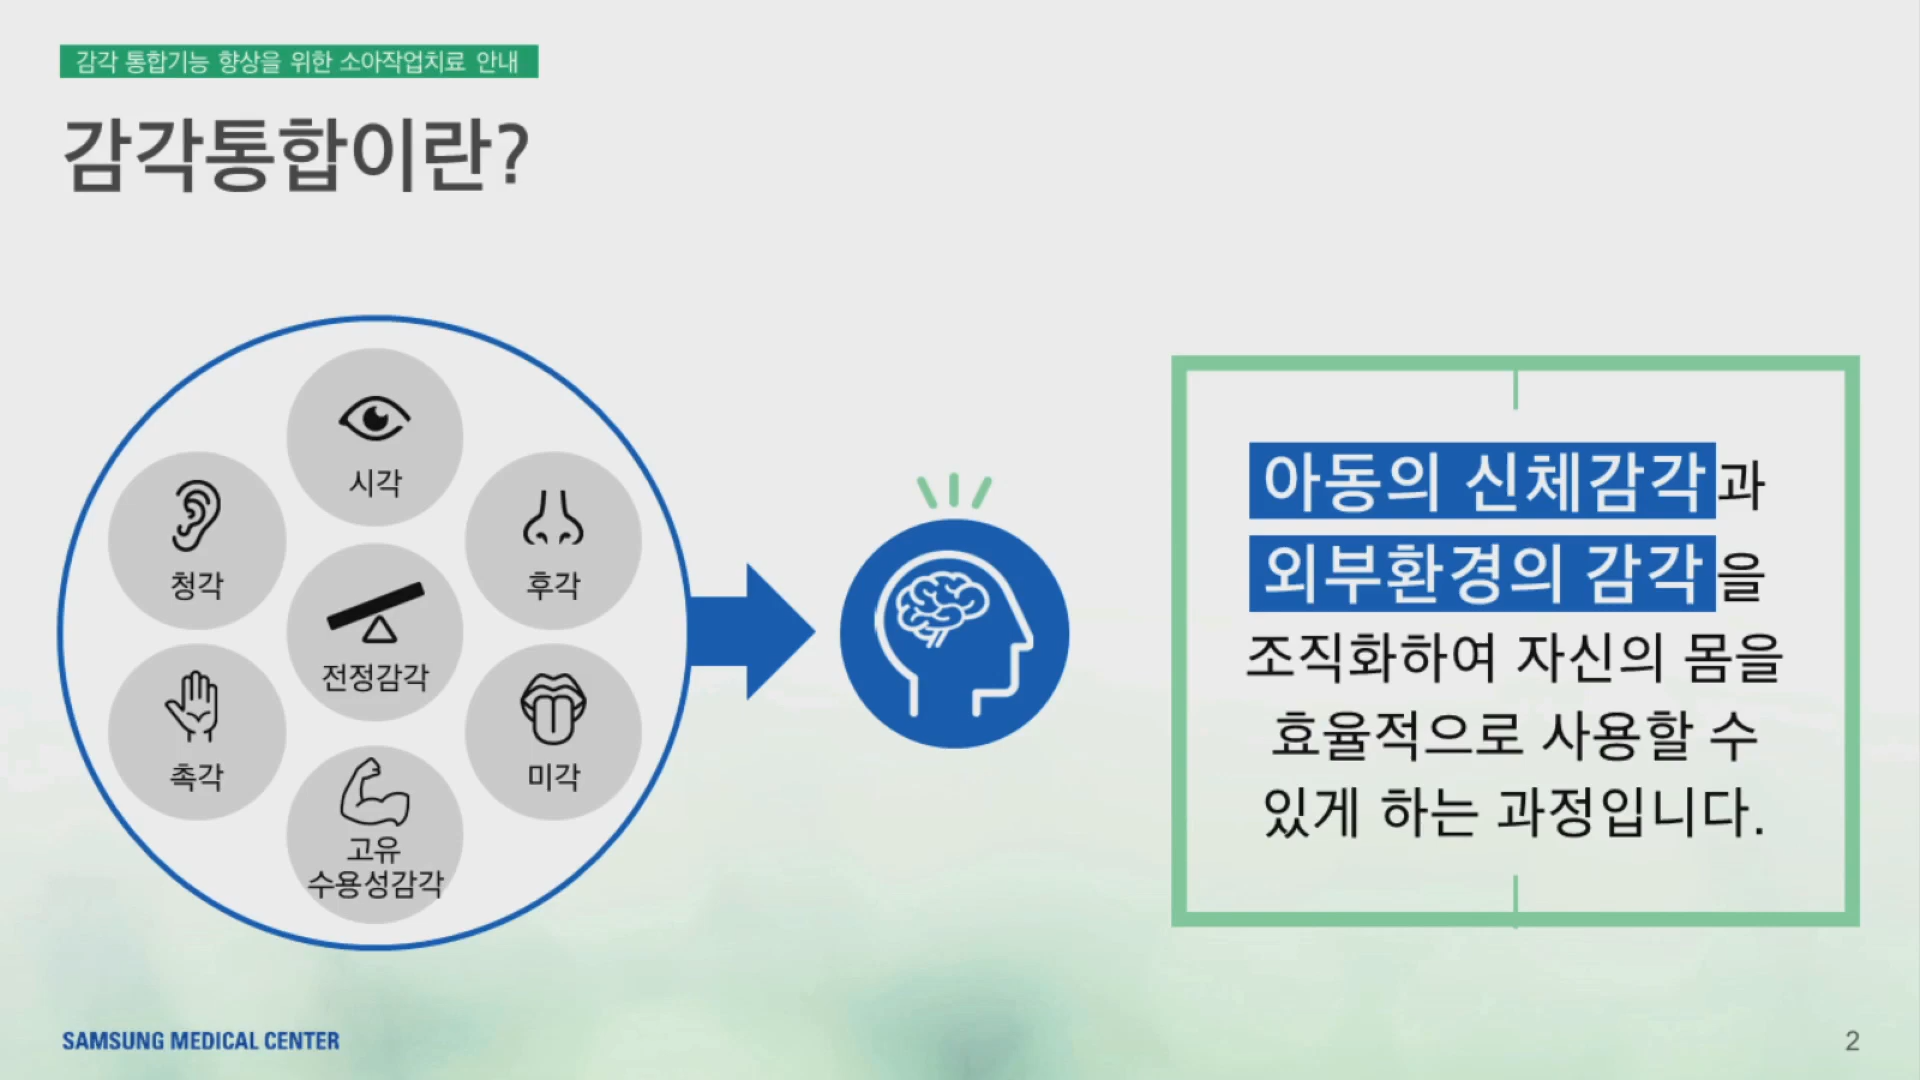 감각 통합기능 향상을 위한 소아작업치료 안내
감각통합이란?
시각
청각
후각
전정감각
촉각
미각
고유
수용성감각
아동의 신체감각과
외부환경의 감각을
조직화하여 자신의 몸을
효율적으로 사용할 수
있게 하는 과정입니다.
SAMSUNG MEDICAL CENTER
2